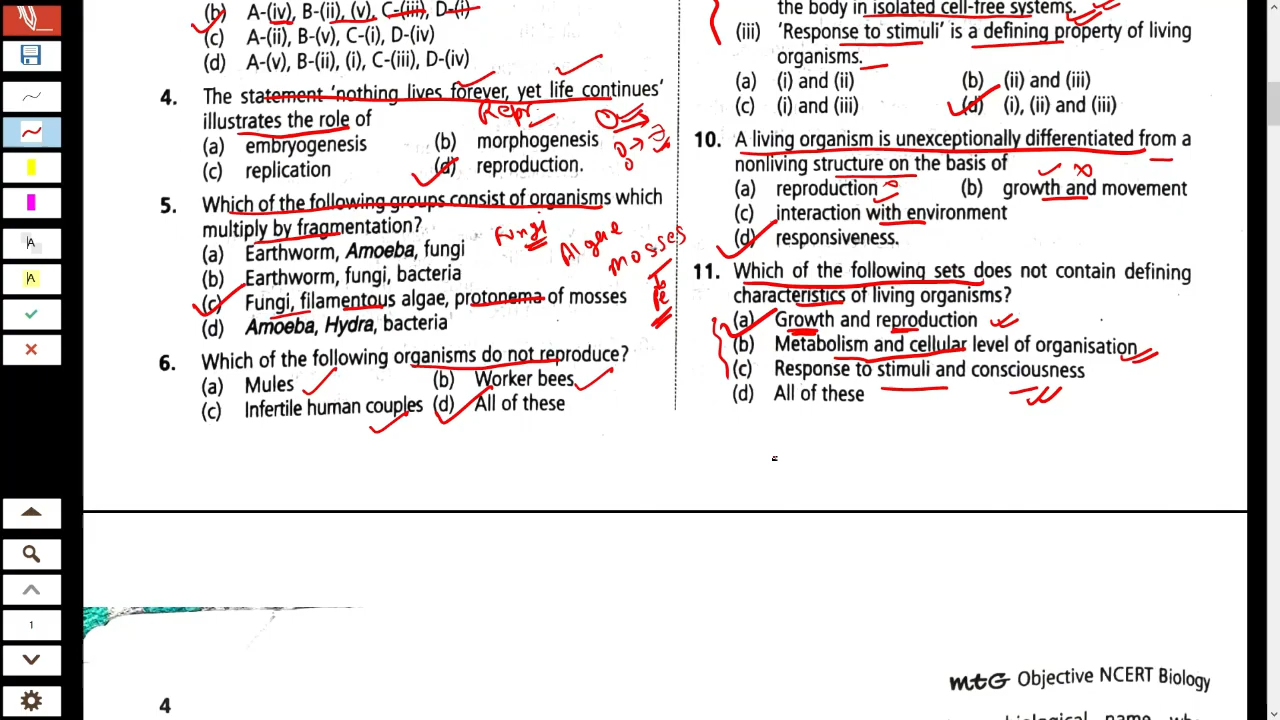 (b) A-(iv), B-(ii), (v), C-(iii), D-(i)
(c) A-(ii), B-(v), C-(i), D-(iv)
(d) A-(v), B-(ii), (i), C-(iii), D-(iv)
4. The statement 'nothing lives forever, yet life continues'
illustrates the role of
Repr
(a) embryogenesis (b) morphogenesis
(c) replication (d) reproduction.
5. Which of the following groups consist of organisms which
multiply by fragmentation?
Fungi Algae mosses
(a) Earthworm, Amoeba, fungi
(b) Earthworm, fungi, bacteria
(c) Fungi, filamentous algae, protonema of mosses
(d) Amoeba, Hydra, bacteria
6. Which of the following organisms do not reproduce?
(a) Mules (b) Worker bees
(c) Infertile human couples (d) All of these
the body in isolated cell-free systems.
(iii) 'Response to stimuli' is a defining property of living
organisms.
(a) (i) and (ii) (b) (ii) and (iii)
(c) (i) and (iii) (d) (i), (ii) and (iii)
10. A living organism is unexceptionally differentiated from a
nonliving structure on the basis of
(a) reproduction (b) growth and movement
(c) interaction with environment
(d) responsiveness.
11. Which of the following sets does not contain defining
characteristics of living organisms?
(a) Growth and reproduction
(b) Metabolism and cellular level of organisation
(c) Response to stimuli and consciousness
(d) All of these
A
A
1
4
mtG Objective NCERT Biology
biological name